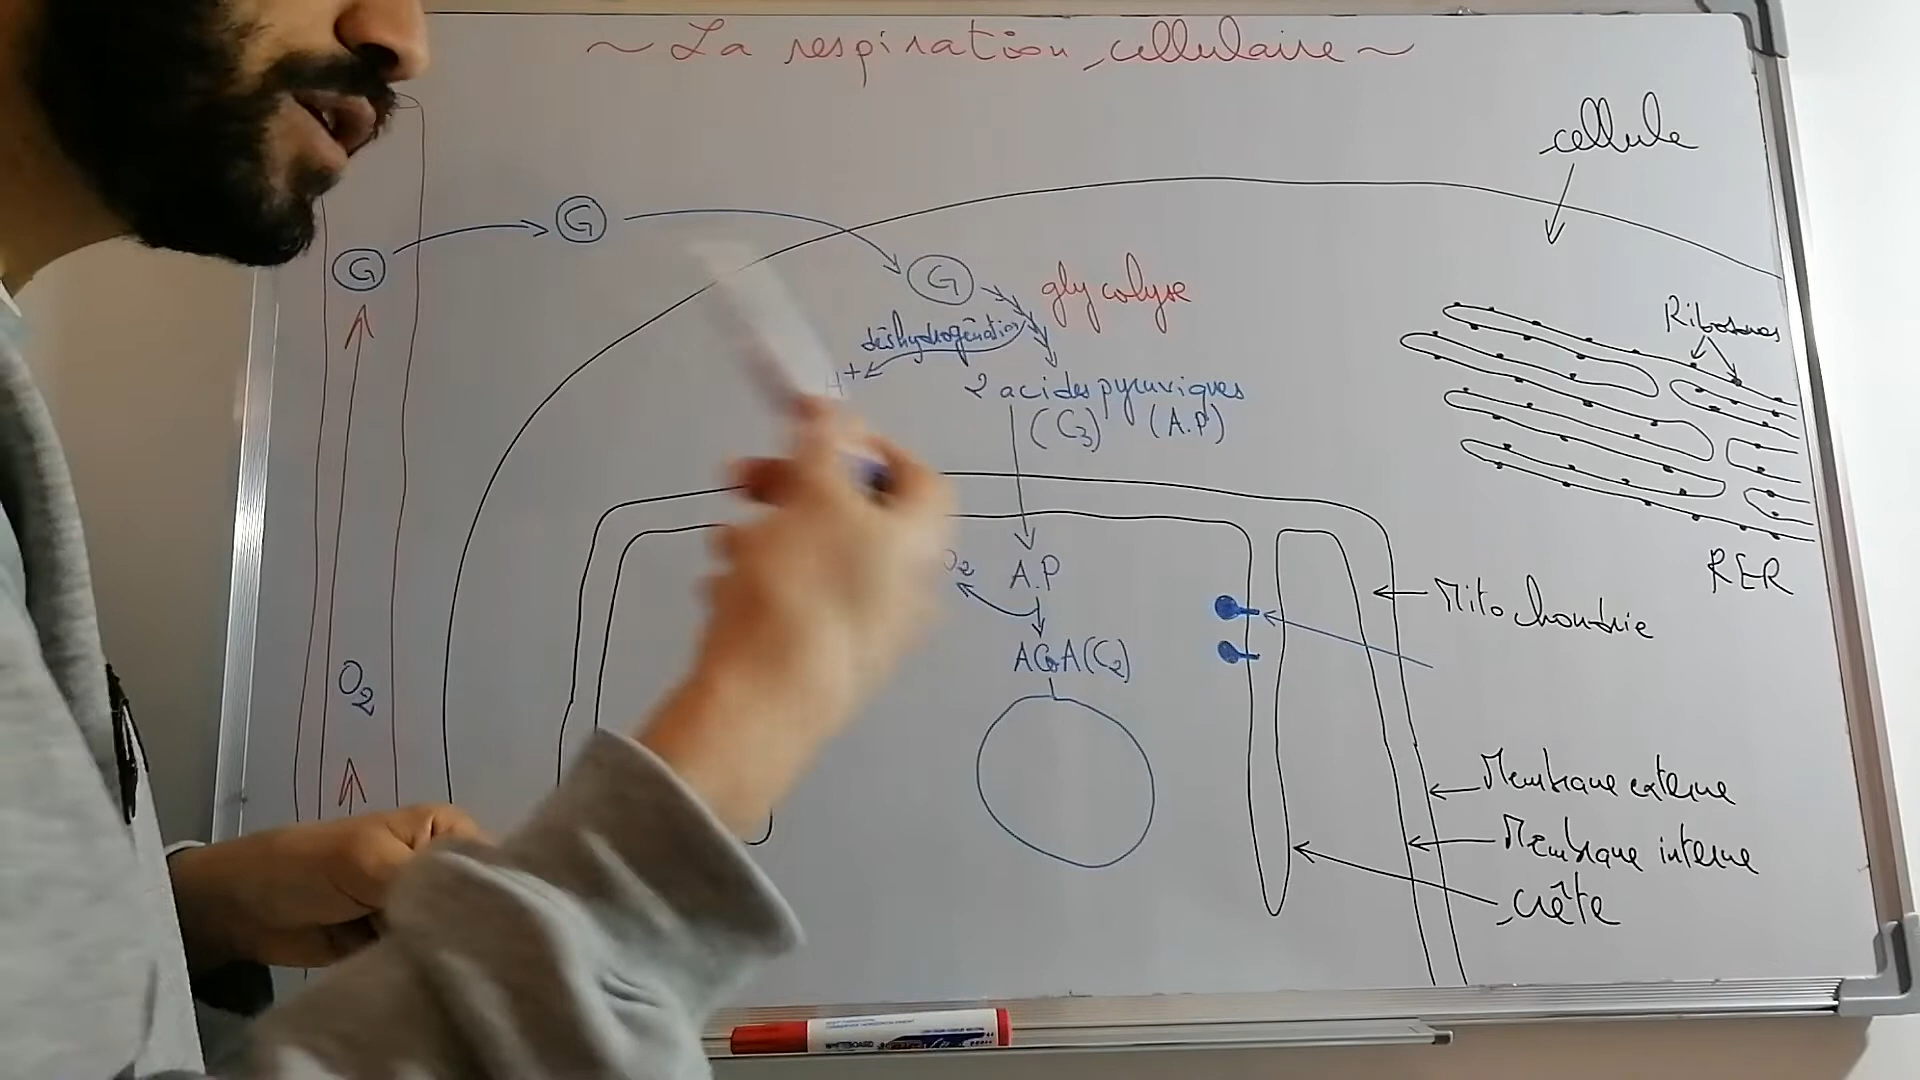 ~ La respiration cellulaire ~
cellule
G
G
G
glycolyse
déshydrogénation
H+
2 acides pyruviques
(C3) (A.P)
Ribosomes
RER
O2
A.P
A(C2)
O2
Mitochondrie
Membrane externe
Membrane interne
crête
WHITEBOARD